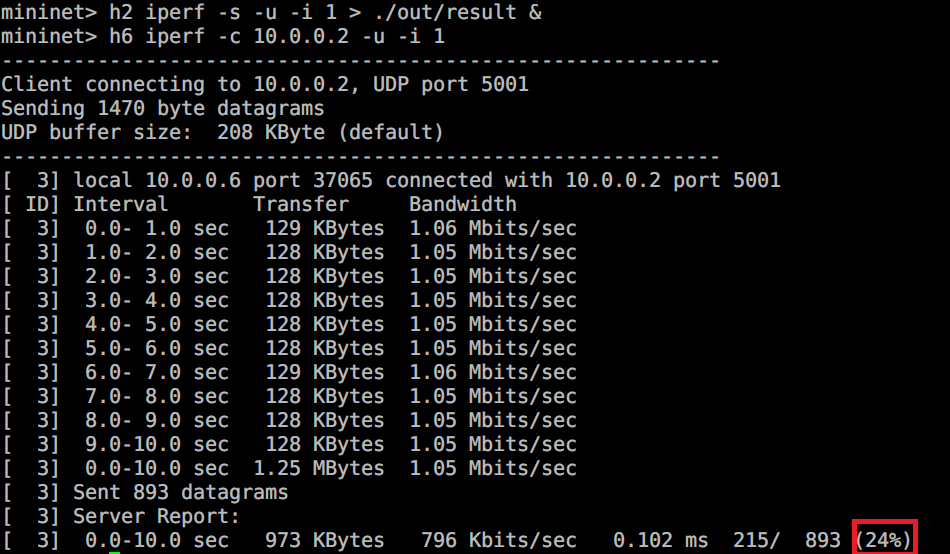 mininet> h2 iperf -s -u -i 1 > ./out/result &
mininet> h6 iperf -c 10.0.0.2 -u -i 1
------------------------------------------------------------
Client connecting to 10.0.0.2, UDP port 5001
Sending 1470 byte datagrams
UDP buffer size:  208 KByte (default)
------------------------------------------------------------
[  3] local 10.0.0.6 port 37065 connected with 10.0.0.2 port 5001
[ ID] Interval       Transfer     Bandwidth
[  3]  0.0- 1.0 sec   129 KBytes  1.06 Mbits/sec
[  3]  1.0- 2.0 sec   128 KBytes  1.05 Mbits/sec
[  3]  2.0- 3.0 sec   128 KBytes  1.05 Mbits/sec
[  3]  3.0- 4.0 sec   128 KBytes  1.05 Mbits/sec
[  3]  4.0- 5.0 sec   128 KBytes  1.05 Mbits/sec
[  3]  5.0- 6.0 sec   128 KBytes  1.05 Mbits/sec
[  3]  6.0- 7.0 sec   129 KBytes  1.06 Mbits/sec
[  3]  7.0- 8.0 sec   128 KBytes  1.05 Mbits/sec
[  3]  8.0- 9.0 sec   128 KBytes  1.05 Mbits/sec
[  3]  9.0-10.0 sec   128 KBytes  1.05 Mbits/sec
[  3]  0.0-10.0 sec  1.25 MBytes  1.05 Mbits/sec
[  3] Sent 893 datagrams
[  3] Server Report:
[  3]  0.0-10.0 sec   973 KBytes   796 Kbits/sec   0.102 ms  215/  893 (24%)